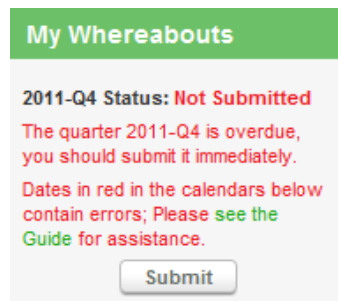 My Whereabouts
2011-Q4 Status: Not Submitted
The quarter 2011-Q4 is overdue,
you should submit it immediately.
Dates in red in the calendars below
contain errors; Please see the
Guide for assistance.
Submit